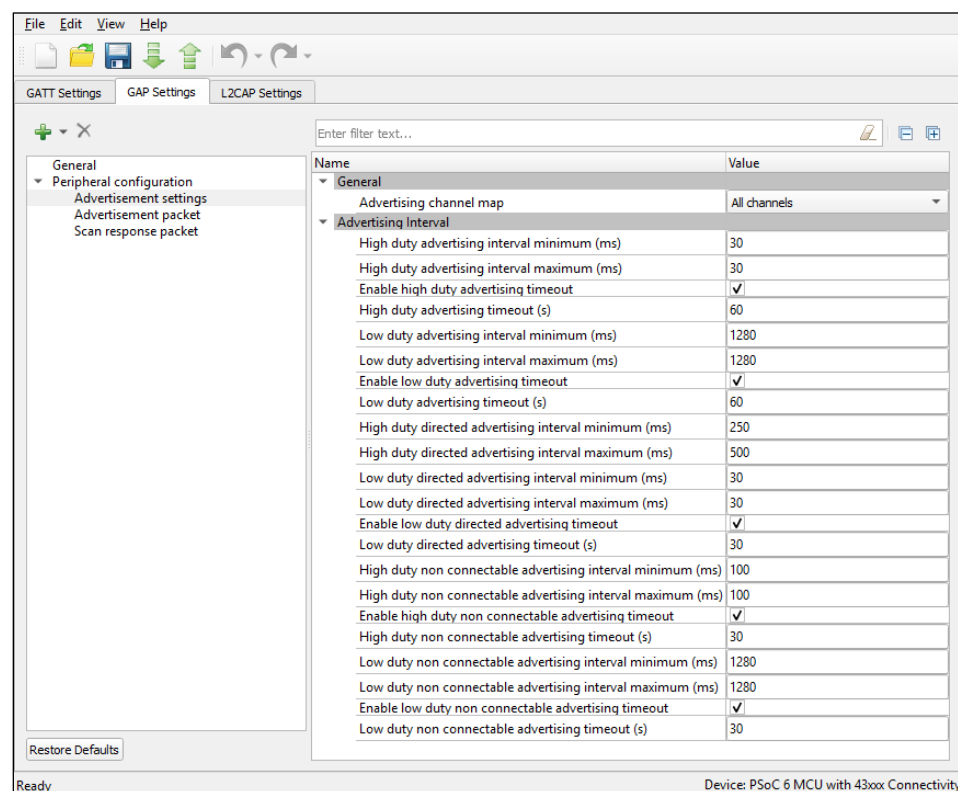 File Edit View Help
GATT Settings GAP Settings L2CAP Settings
Enter filter text...
General
Peripheral configuration
Advertisement settings
Advertisement packet
Scan response packet
Restore Defaults
Name Value
General
Advertising channel map All channels
Advertising Interval
High duty advertising interval minimum (ms) 30
High duty advertising interval maximum (ms) 30
Enable high duty advertising timeout
High duty advertising timeout (s) 60
Low duty advertising interval minimum (ms) 1280
Low duty advertising interval maximum (ms) 1280
Enable low duty advertising timeout
Low duty advertising timeout (s) 60
High duty directed advertising interval minimum (ms) 250
High duty directed advertising interval maximum (ms) 500
Low duty directed advertising interval minimum (ms) 30
Low duty directed advertising interval maximum (ms) 30
Enable low duty directed advertising timeout
Low duty directed advertising timeout (s) 30
High duty non connectable advertising interval minimum (ms) 100
High duty non connectable advertising interval maximum (ms) 100
Enable high duty non connectable advertising timeout
High duty non connectable advertising timeout (s) 30
Low duty non connectable advertising interval minimum (ms) 1280
Low duty non connectable advertising interval maximum (ms) 1280
Enable low duty non connectable advertising timeout
Low duty non connectable advertising timeout (s) 30
Ready Device: PSoC 6 MCU with 43xxx Connectivity